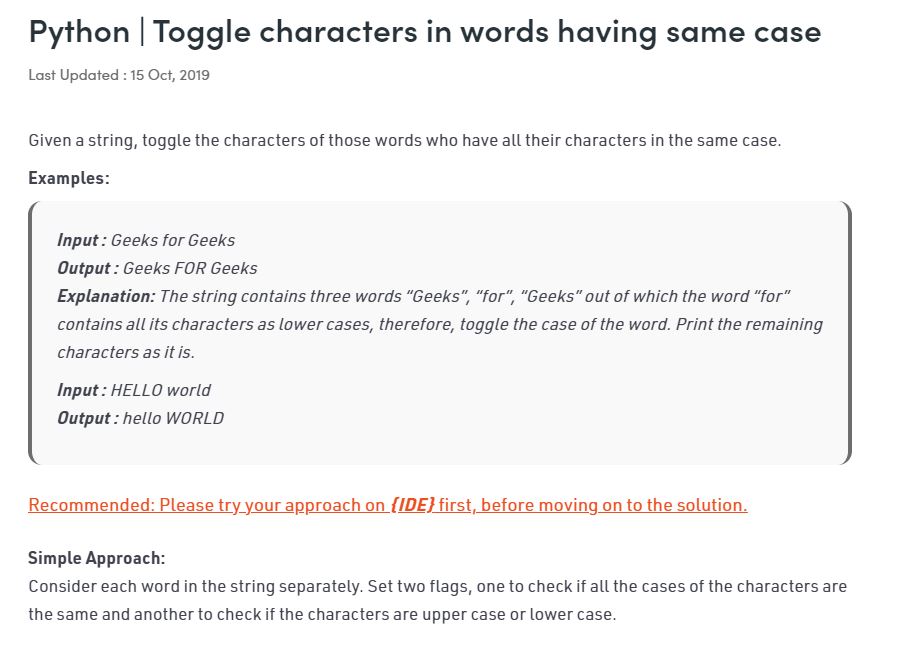 Python | Toggle characters in words having same case
Last Updated : 15 Oct, 2019
Given a string, toggle the characters of those words who have all their characters in the same case.
Examples:
Input : Geeks for Geeks
Output : Geeks FOR Geeks
Explanation: The string contains three words “Geeks”, “for”, “Geeks” out of which the word “for”
contains all its characters as lower cases, therefore, toggle the case of the word. Print the remaining
characters as it is.
Input : HELLO world
Output : hello WORLD
Recommended: Please try your approach on {IDE} first, before moving on to the solution.
Simple Approach:
Consider each word in the string separately. Set two flags, one to check if all the cases of the characters are
the same and another to check if the characters are upper case or lower case.